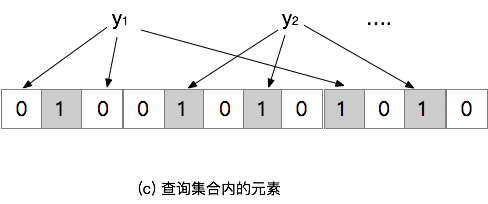 y₁ y₂ ....
0 1 0 0 1 0 1 0 1 0 1 0
(c) 查询集合内的元素